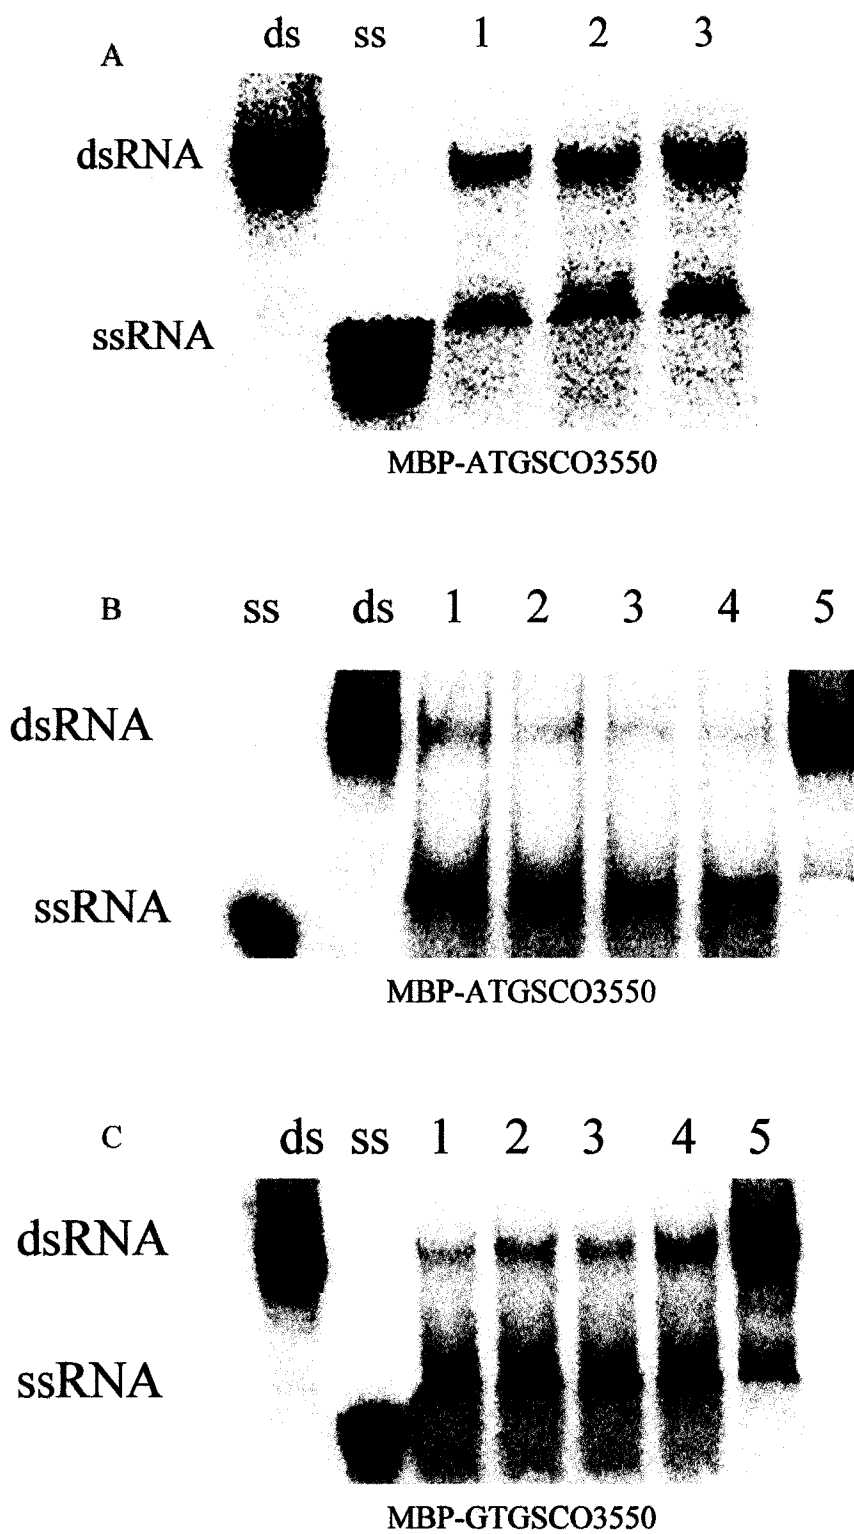 A ds ss 1 2 3
dsRNA
ssRNA
MBP-ATGSCO3550
B ss ds 1 2 3 4 5
dsRNA
ssRNA
MBP-ATGSCO3550
C ds ss 1 2 3 4 5
dsRNA
ssRNA
MBP-GTGSCO3550